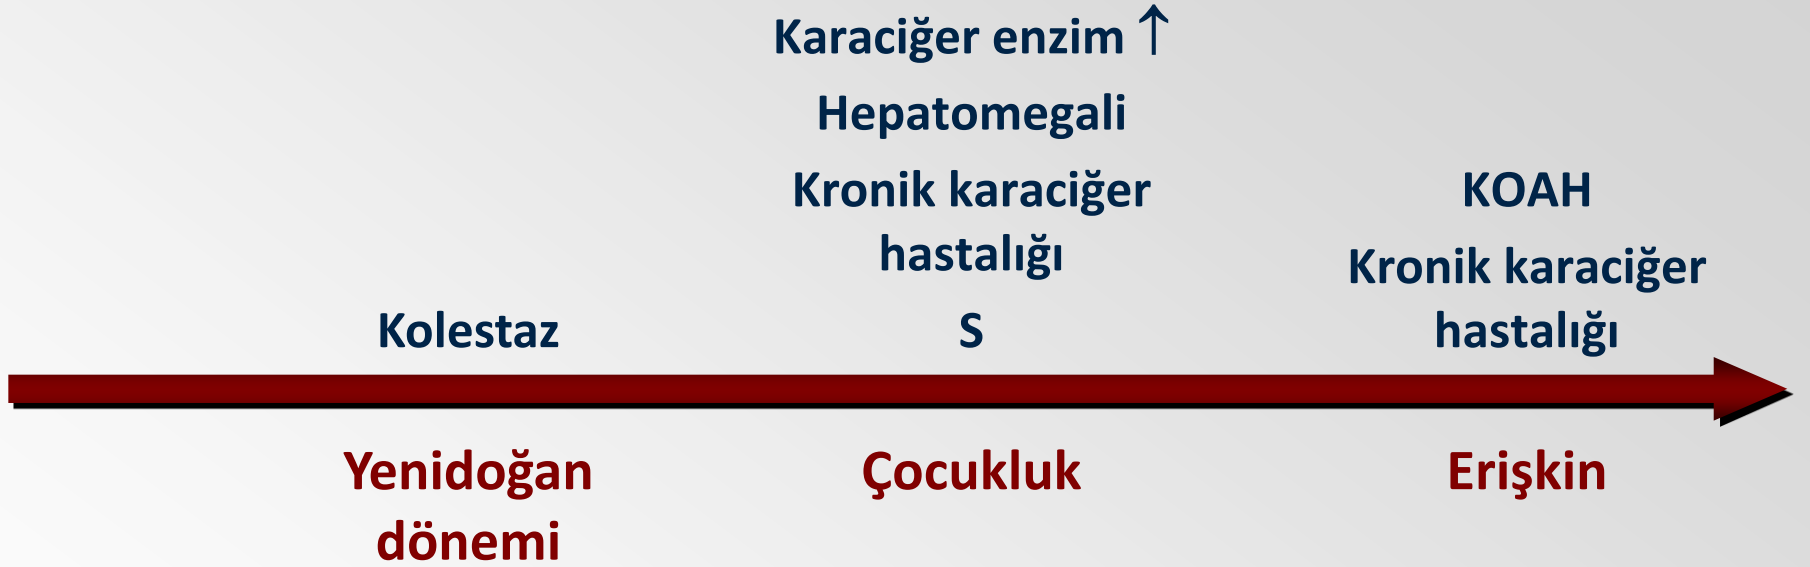 Karaciğer enzim ↑
Hepatomegali
Kronik karaciğer
hastalığı
S
KOAH
Kronik karaciğer
hastalığı
Kolestaz
Yenidoğan
dönemi
Çocukluk
Erişkin